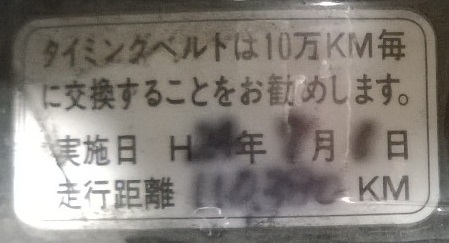 タイミングベルトは10万KM毎
に交換することをお勧めします。
実施日 H 年 月 日
走行距離 KM